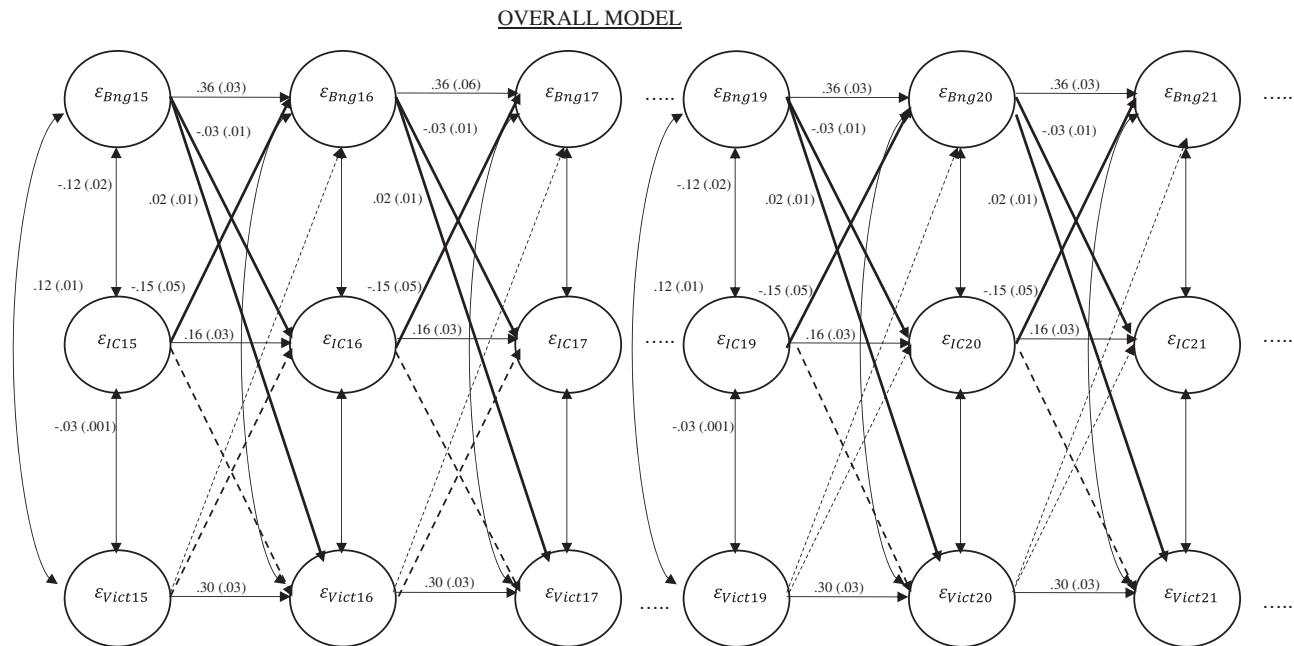 OVERALL MODEL
εBng15 .36 (.03) εBng16 .36 (.06) εBng17 ..... εBng19 .36 (.03) εBng20 .36 (.03) εBng21 .....
-.03 (.01) -.03 (.01) -.03 (.01) -.03 (.01)
-.12 (.02) .02 (.01) .02 (.01) -.12 (.02) .02 (.01) .02 (.01)
.12 (.01) -.15 (.05) -.15 (.05) .12 (.01) -.15 (.05) -.15 (.05)
εIC15 .16 (.03) εIC16 .16 (.03) εIC17 ..... εIC19 .16 (.03) εIC20 .16 (.03) εIC21 .....
-.03 (.001) -.03 (.001)
εVict15 .30 (.03) εVict16 .30 (.03) εVict17 ..... εVict19 .30 (.03) εVict20 .30 (.03) εVict21 .....